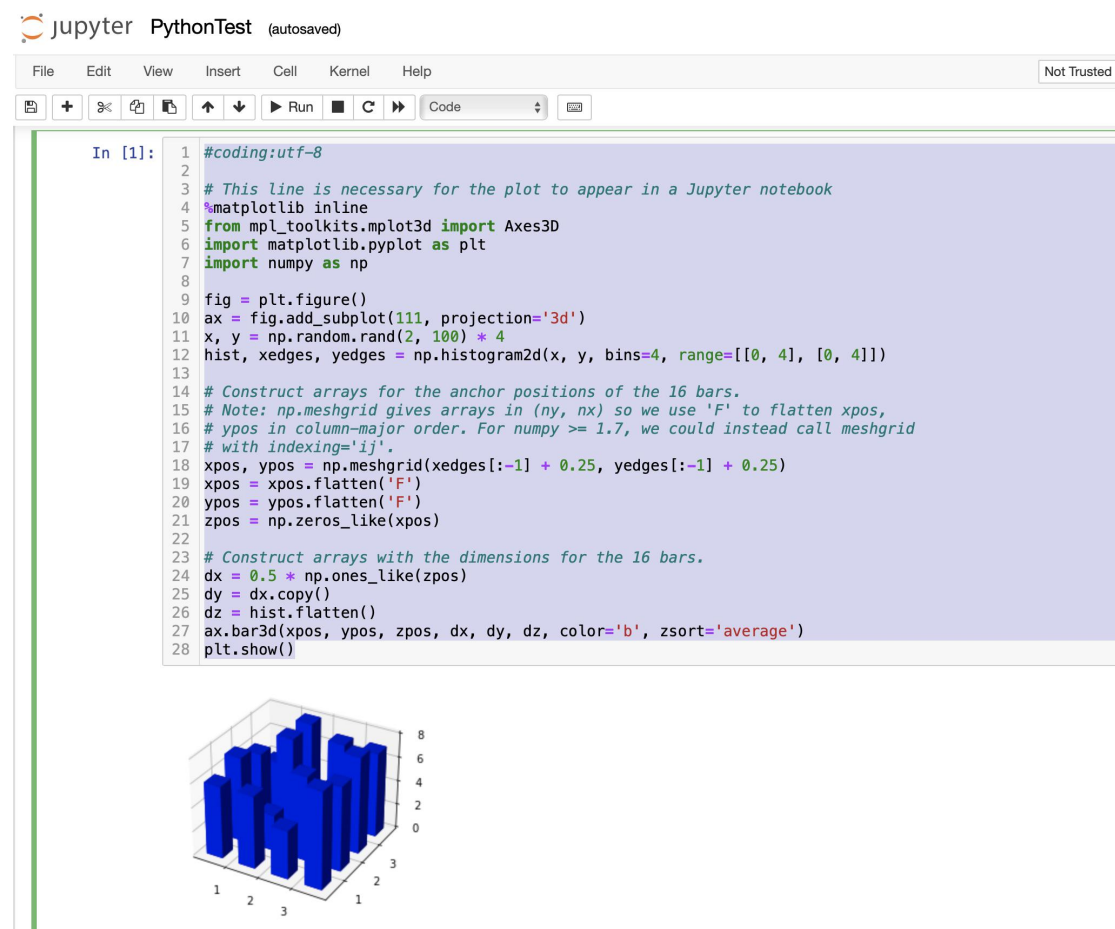 jupyter PythonTest (autosaved)
File Edit View Insert Cell Kernel Help
Not Trusted
Run Code
In [1]:
1 #coding:utf-8
2
3 # This line is necessary for the plot to appear in a Jupyter notebook
4 %matplotlib inline
5 from mpl_toolkits.mplot3d import Axes3D
6 import matplotlib.pyplot as plt
7 import numpy as np
8
9 fig = plt.figure()
10 ax = fig.add_subplot(111, projection='3d')
11 x, y = np.random.rand(2, 100) * 4
12 hist, xedges, yedges = np.histogram2d(x, y, bins=4, range=[[0, 4], [0, 4]])
13
14 # Construct arrays for the anchor positions of the 16 bars.
15 # Note: np.meshgrid gives arrays in (ny, nx) so we use 'F' to flatten xpos,
16 # ypos in column-major order. For numpy >= 1.7, we could instead call meshgrid
17 # with indexing='ij'.
18 xpos, ypos = np.meshgrid(xedges[:-1] + 0.25, yedges[:-1] + 0.25)
19 xpos = xpos.flatten('F')
20 ypos = ypos.flatten('F')
21 zpos = np.zeros_like(xpos)
22
23 # Construct arrays with the dimensions for the 16 bars.
24 dx = 0.5 * np.ones_like(zpos)
25 dy = dx.copy()
26 dz = hist.flatten()
27 ax.bar3d(xpos, ypos, zpos, dx, dy, dz, color='b', zsort='average')
28 plt.show()
8
6
4
2
0
3
2
1
1
2
3